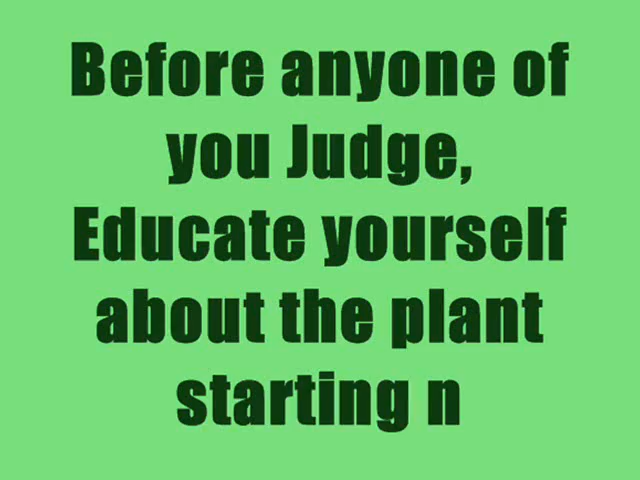 Before anyone of
you Judge,
Educate yourself
about the plant
starting n